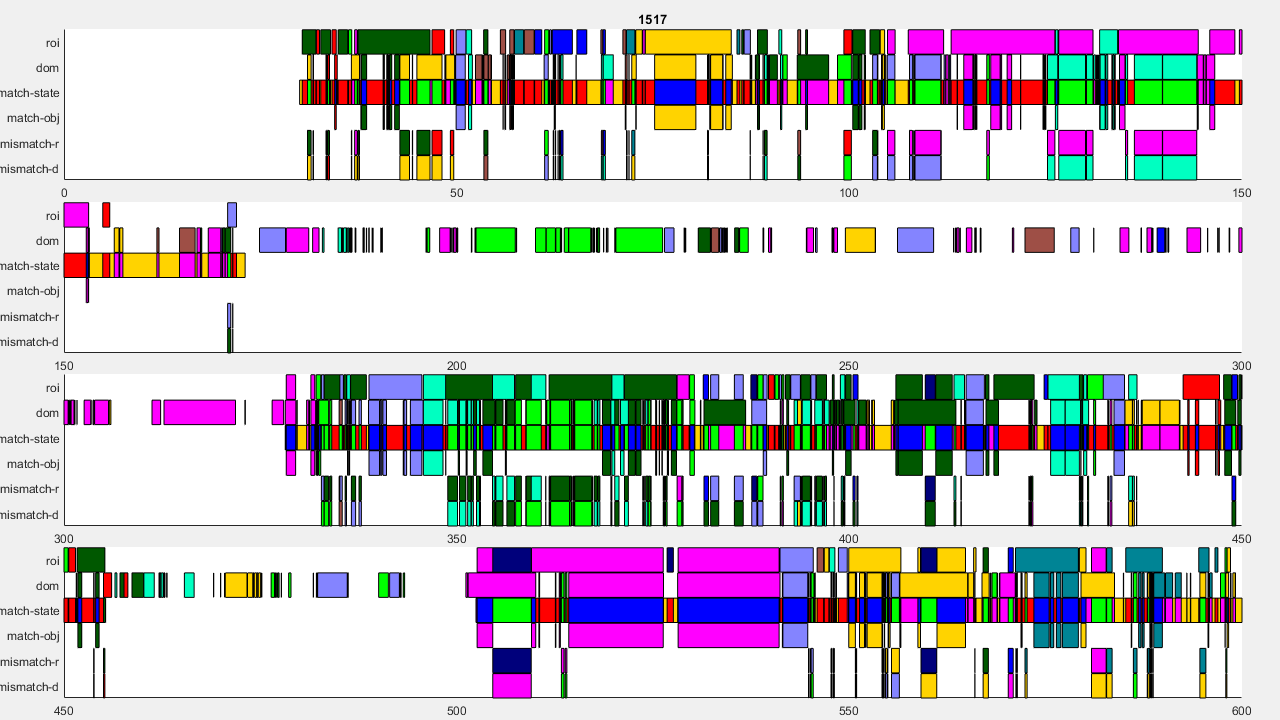 1517
roi
dom
match-state
match-obj
mismatch-r
mismatch-d
0 50 100 150
roi
dom
match-state
match-obj
mismatch-r
mismatch-d
150 200 250 300
roi
dom
match-state
match-obj
mismatch-r
mismatch-d
300 350 400 450
roi
dom
match-state
match-obj
mismatch-r
mismatch-d
450 500 550 600